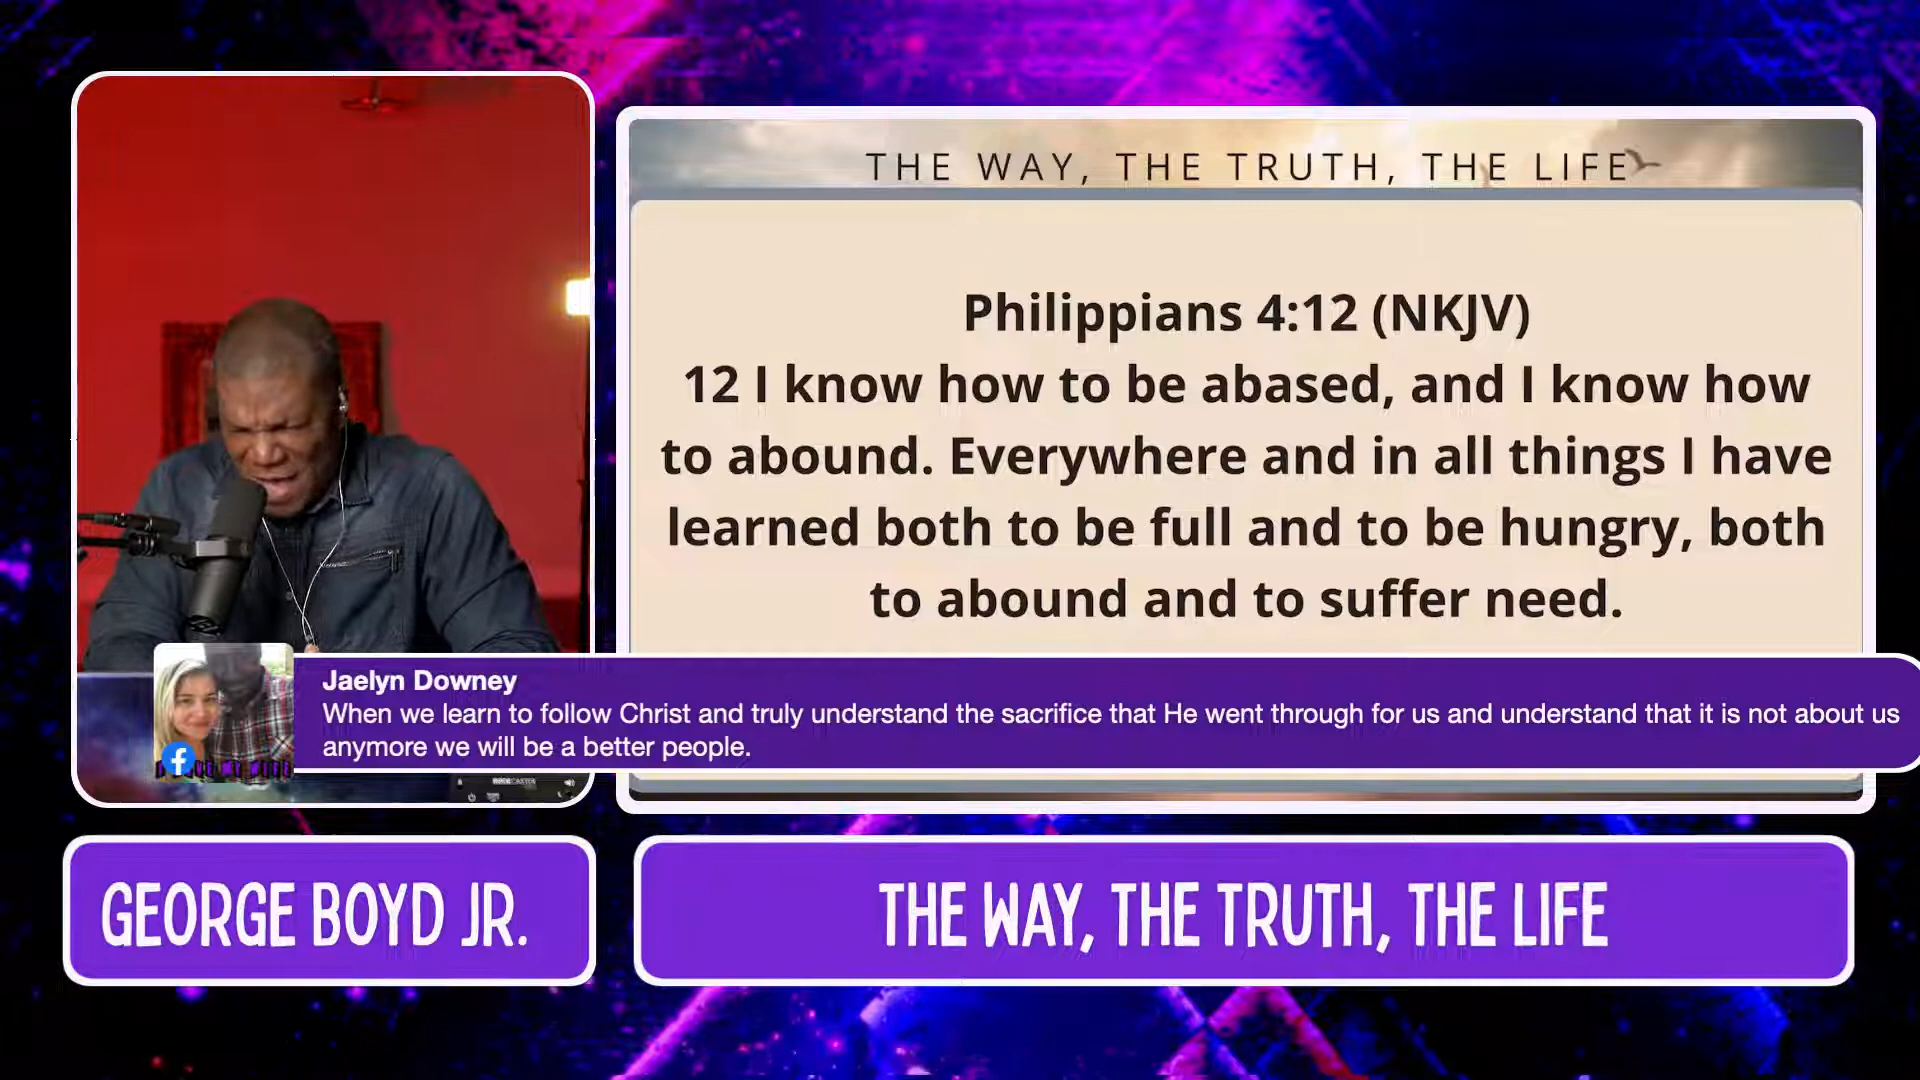 THE WAY, THE TRUTH, THE LIFE
Philippians 4:12 (NKJV)
12 I know how to be abased, and I know how
to abound. Everywhere and in all things I have
learned both to be full and to be hungry, both
to abound and to suffer need.
Jaelyn Downey
When we learn to follow Christ and truly understand the sacrifice that He went through for us and understand that it is not about us
anymore we will be a better people.
GEORGE BOYD JR.
THE WAY, THE TRUTH, THE LIFE